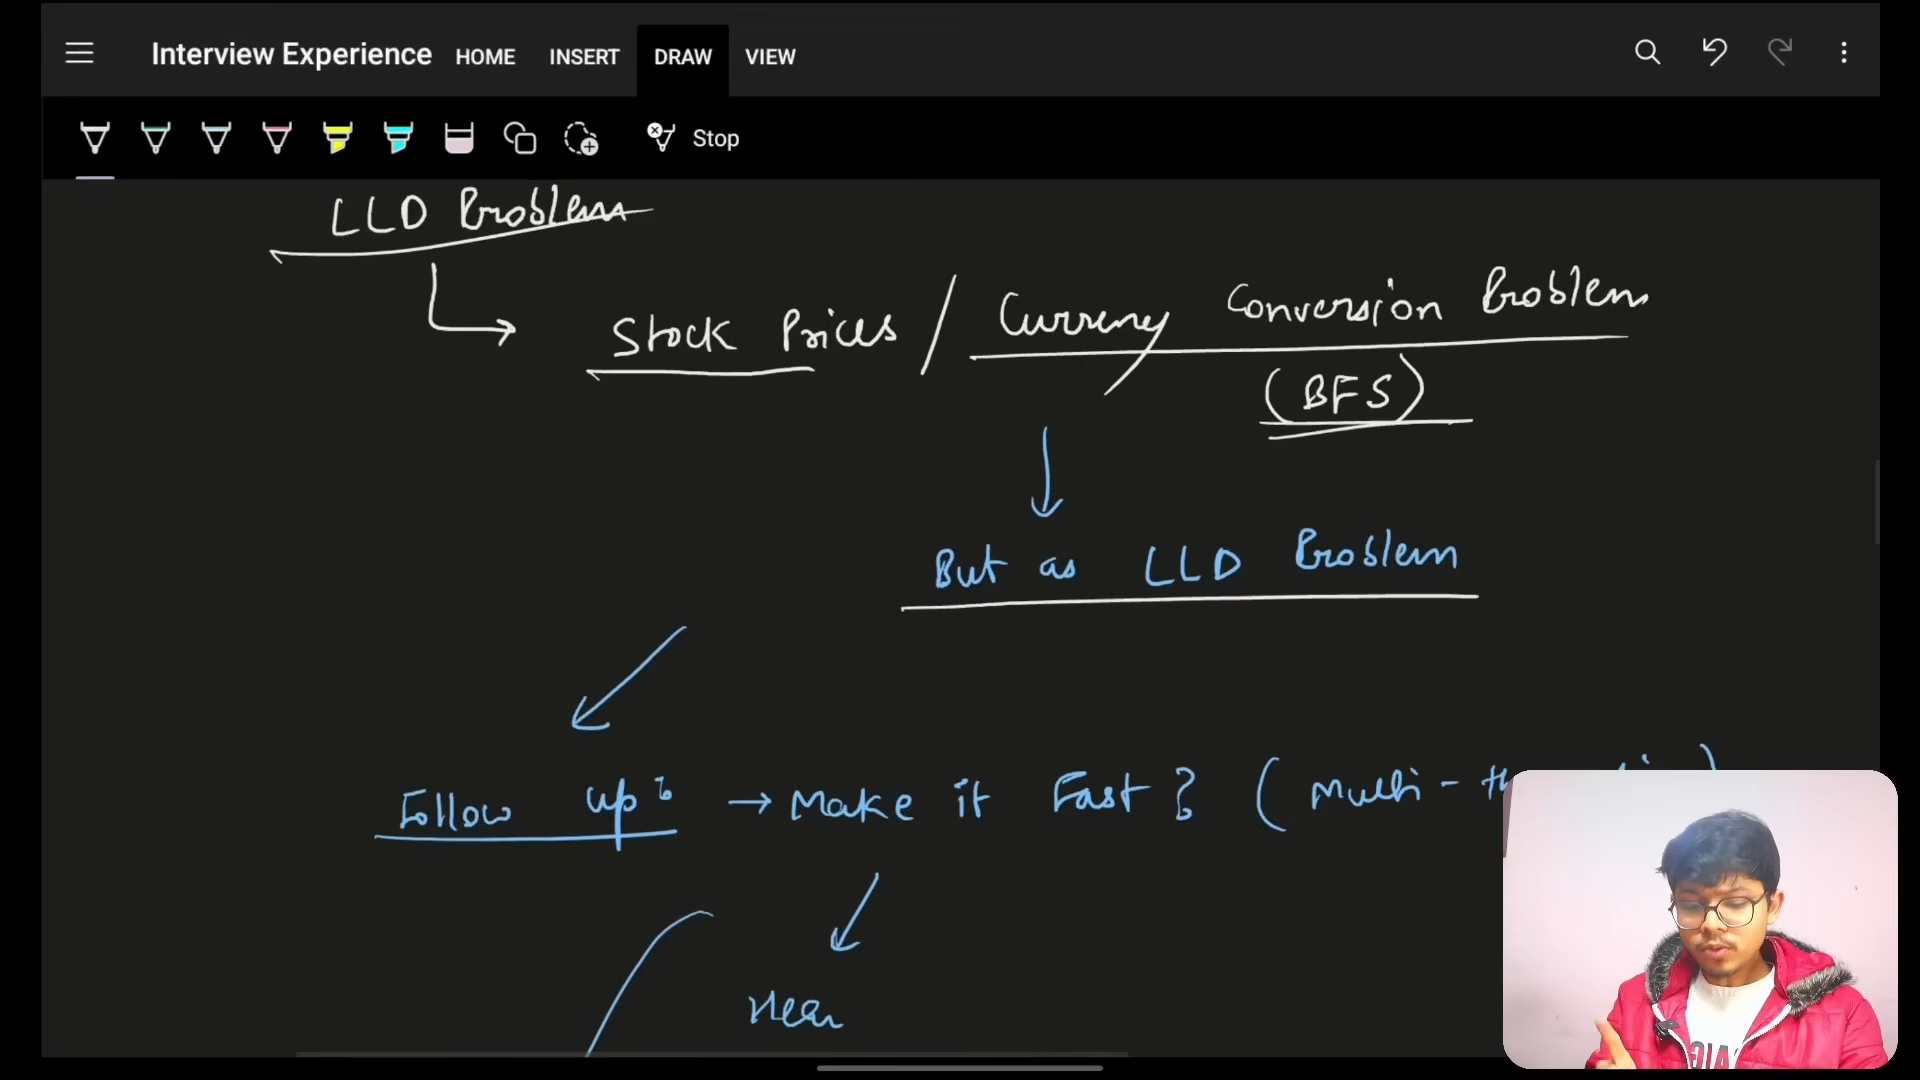 Interview Experience HOME INSERT DRAW VIEW
Stop
LLD Problem
Stock Prices / Currency Conversion Problem
(BFS)
But as LLD Problem
Follow up: → Make it Fast? (Multi-th